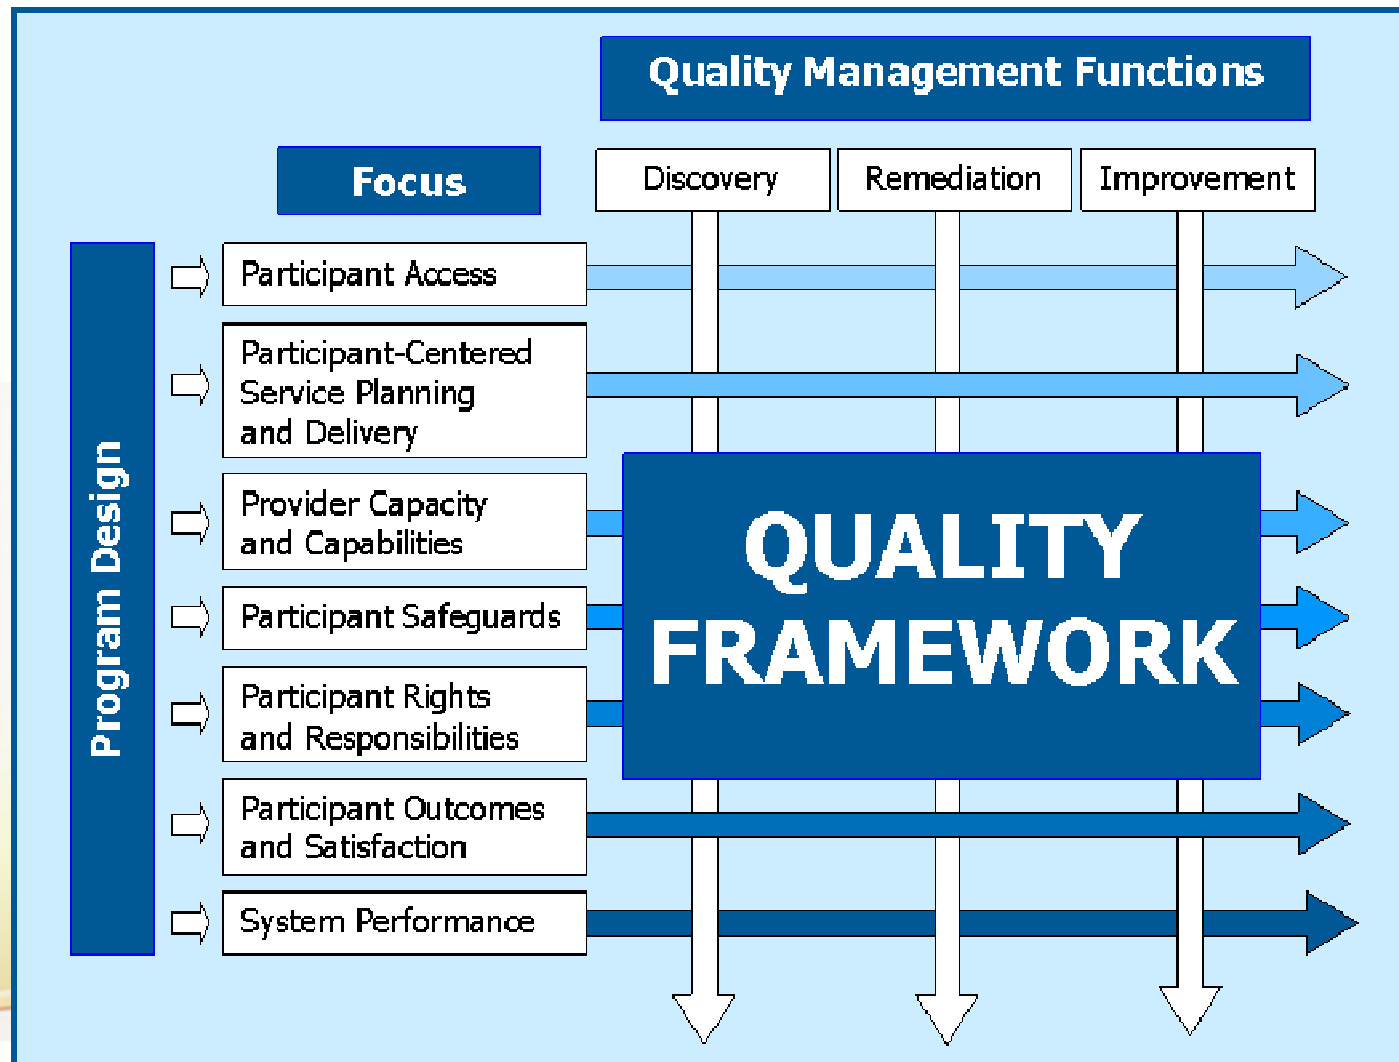 Quality Management Functions
Focus
Discovery
Remediation
Improvement
Program Design
Participant Access
Participant-Centered
Service Planning
and Delivery
Provider Capacity
and Capabilities
Participant Safeguards
Participant Rights
and Responsibilities
Participant Outcomes
and Satisfaction
System Performance
QUALITY
FRAMEWORK